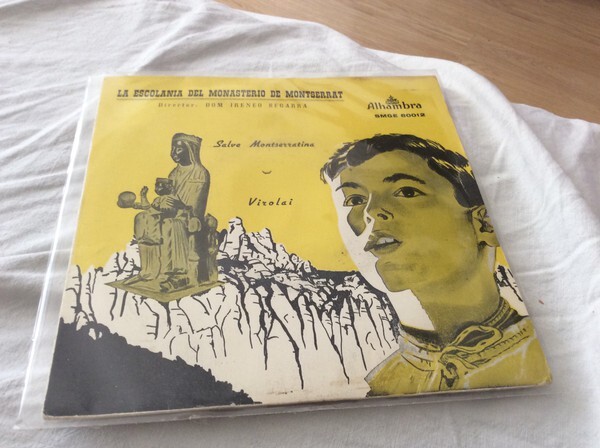 LA ESCOLANIA DEL MONASTERIO DE MONTSERRAT
Director: DOM IRENEO SEGARRA
Alhambra
SMGE 80012
Salve Montserratina
Virolai